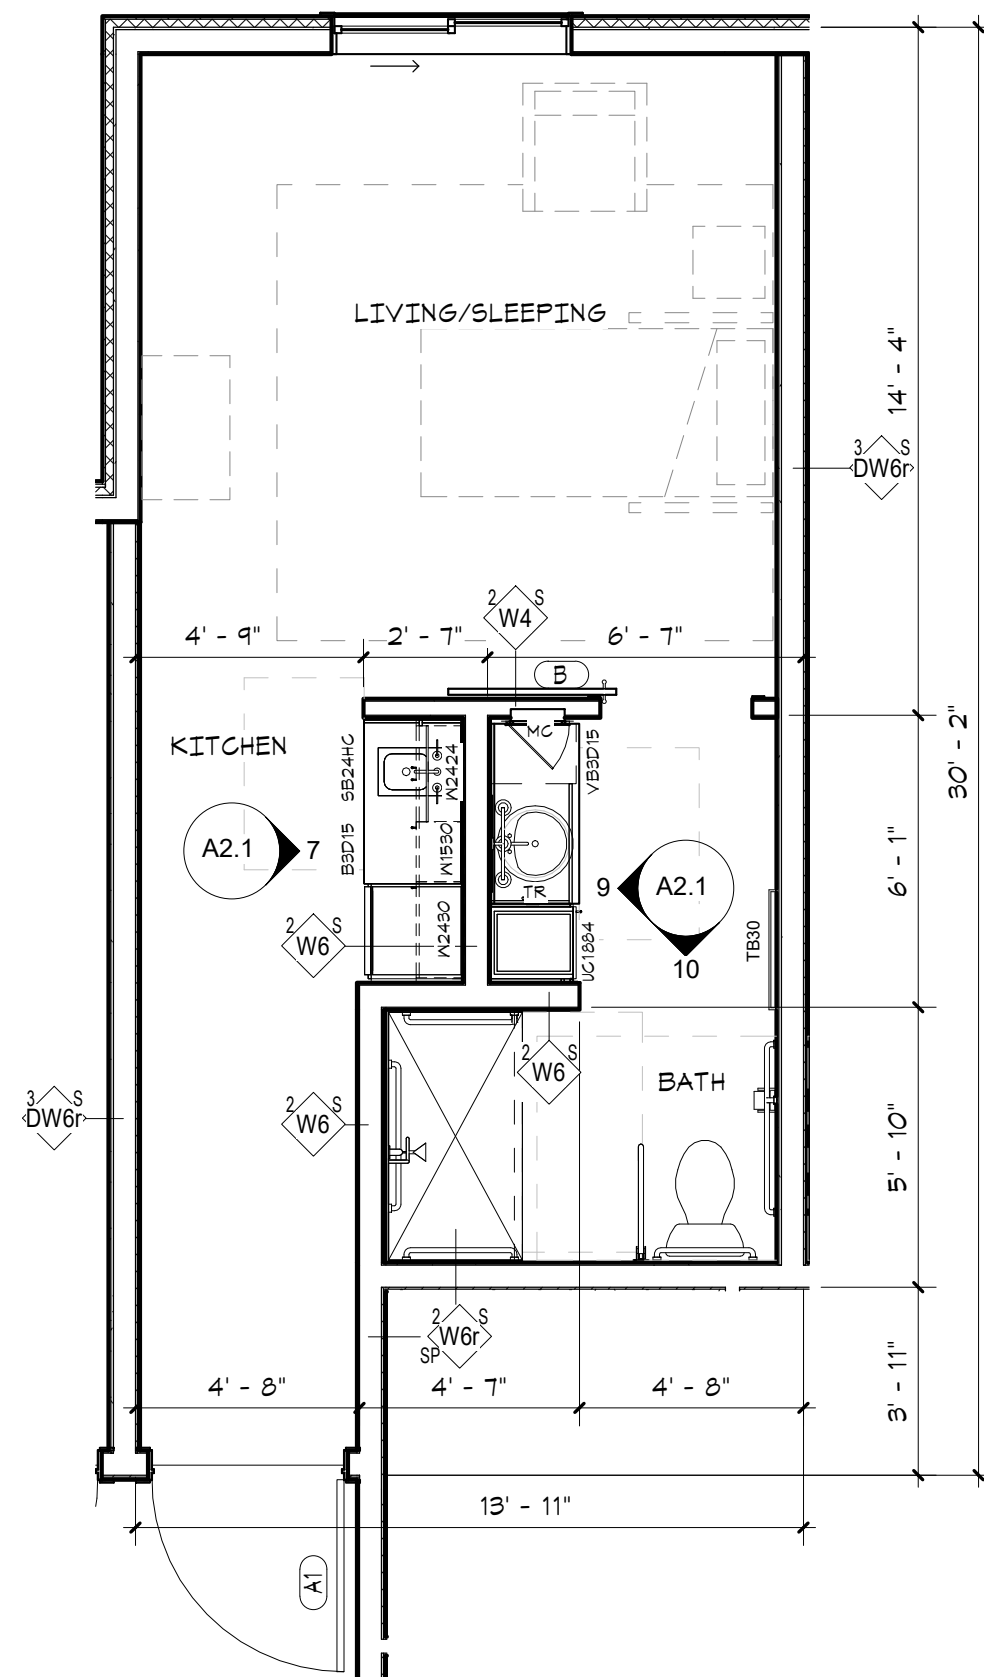 LIVING/SLEEPING
14' - 4"
3 S
DW6r
2 S
W4
4' - 9"
2' - 7"
6' - 7"
B
30' - 2"
KITCHEN
MC
SB24HC
W2424
VB3D15
A2.1
7
B3D15
W1530
9
A2.1
10
6' - 1"
TR
2 S
W6
W2430
UC1884
TB30
2 S
W6
BATH
3 S
DW6r
2 S
W6
5' - 10"
2 S
W6r
SP
3' - 11"
4' - 8"
4' - 7"
4' - 8"
13' - 11"
A1